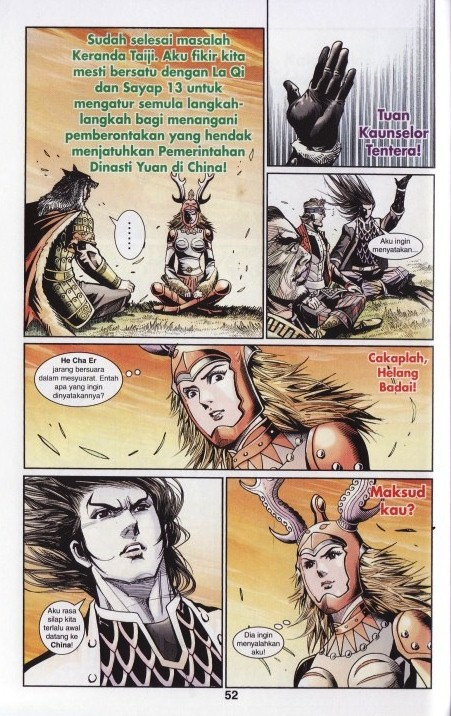 Sudah selesai masalah
Keranda Taiji. Aku fikir kita
mesti bersatu dengan La Qi
dan Sayap 13 untuk
mengatur semula langkah-
langkah bagi menangani
pemberontakan yang hendak
menjatuhkan Pemerintahan
Dinasti Yuan di China!
....
Tuan
Kaunselor
Tentera!
Aku ingin
menyatakan...
He Cha Er
jarang bersuara
dalam mesyuarat. Entah
apa yang ingin
dinyatakannya?
Cakaplah,
Helang
Badai!
Aku rasa
silap kita
terlalu awal
datang ke
China!
Maksud
kau?
Dia ingin
menyalahkan
aku!
52